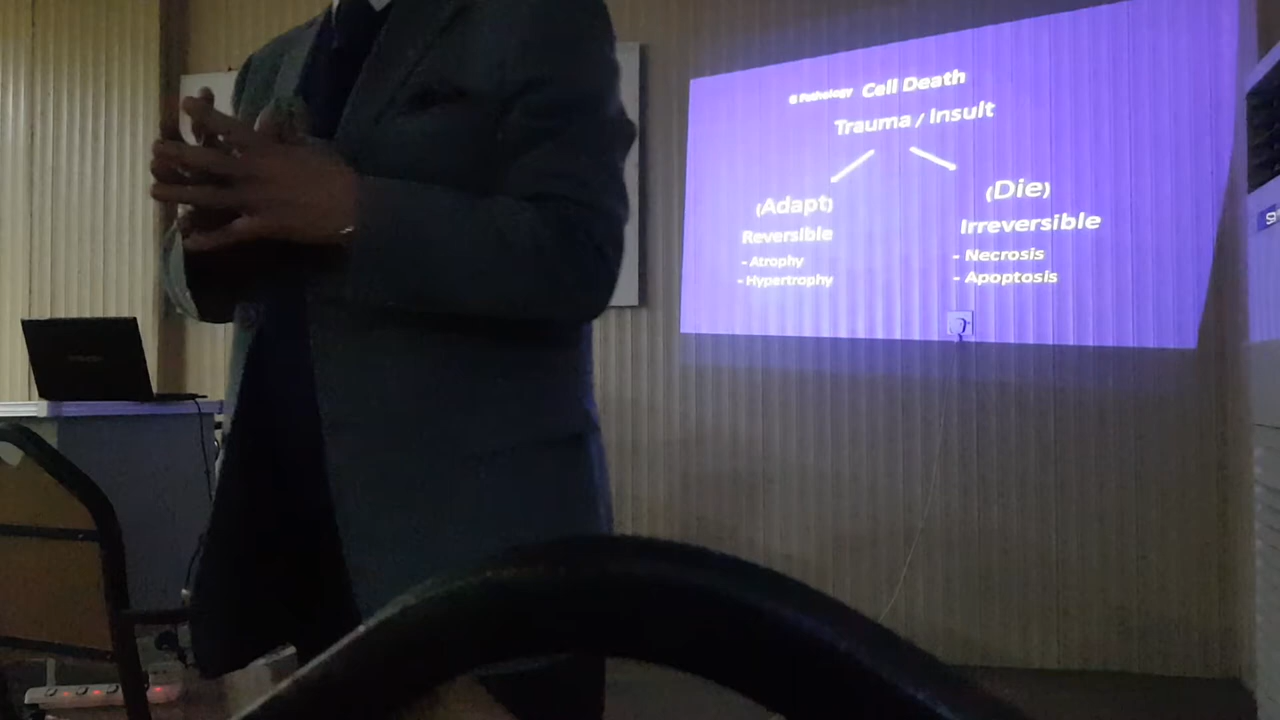 Pathology Cell Death
Trauma / Insult
(Adapt)
Reversible
- Atrophy
- Hypertrophy
(Die)
Irreversible
- Necrosis
- Apoptosis